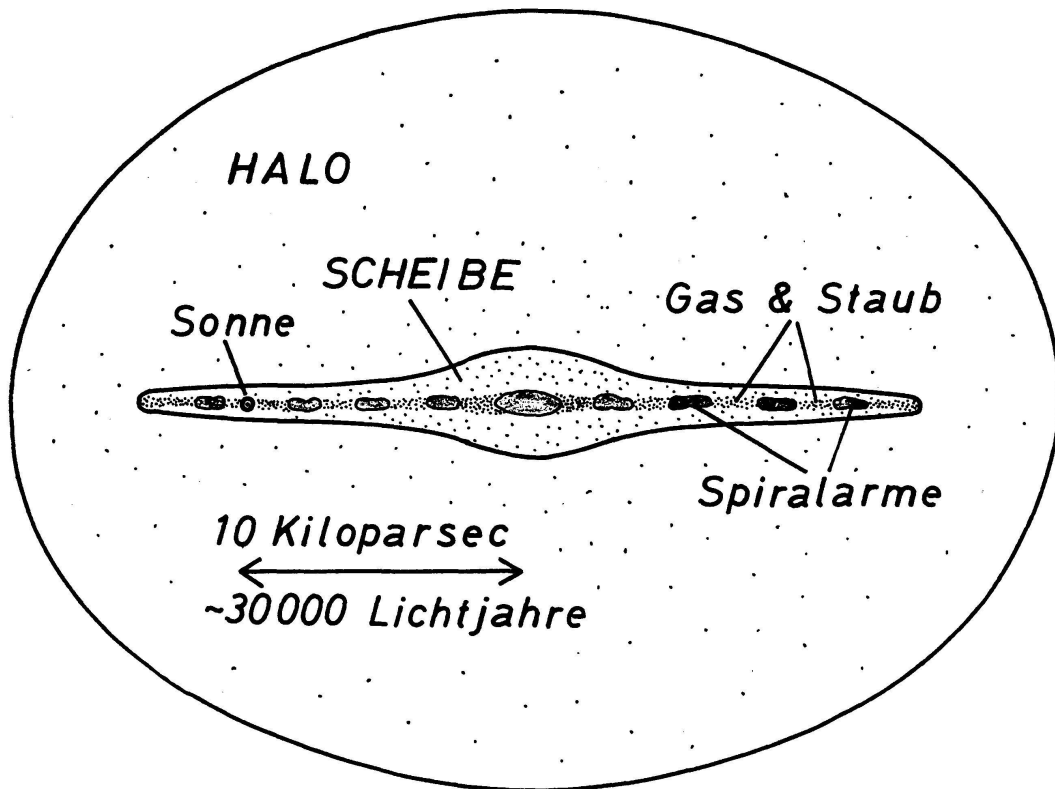 HALO
SCHEIBE
Gas & Staub
Sonne
Spiralarme
10 Kiloparsec
~30000 Lichtjahre